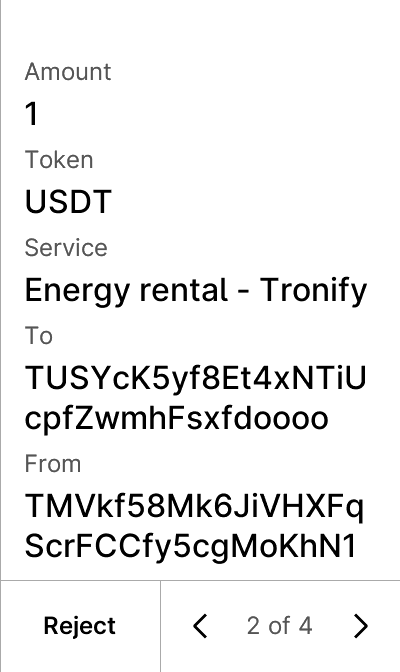 Amount
1
Token
USDT
Service
Energy rental - Tronify
To
TUSYcK5yf8Et4xNTiU
cpfZwmhFsxfdoooo
From
TMVkf58Mk6JiVHXFq
ScrFCCfy5cgMoKhN1
Reject
2 of 4